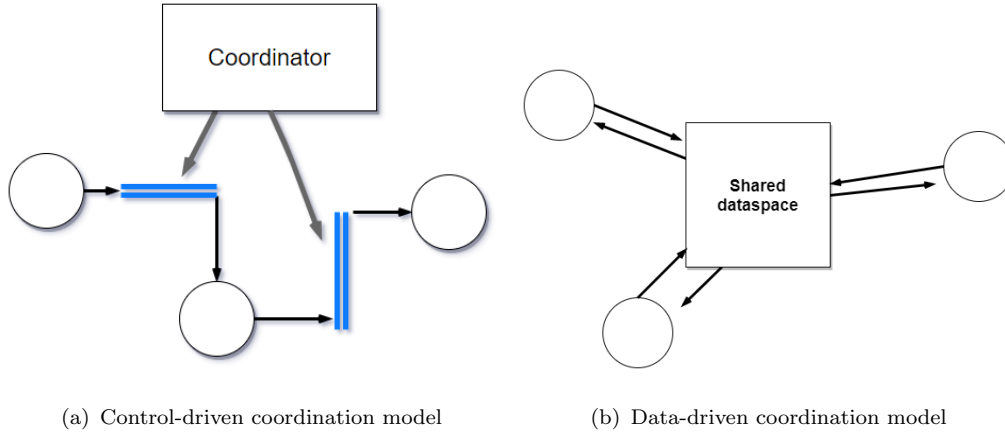 Coordinator
Shared
dataspace
(a) Control-driven coordination model
(b) Data-driven coordination model